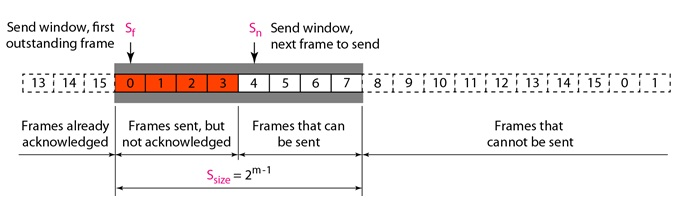 Send window, first
outstanding frame
Sf
Sn
Send window,
next frame to send
13 14 15 0 1 2 3 4 5 6 7 8 9 10 11 12 13 14 15 0 1
Frames already
acknowledged
Frames sent, but
not acknowledged
Frames that can
be sent
Frames that
cannot be sent
Ssize = 2^m-1